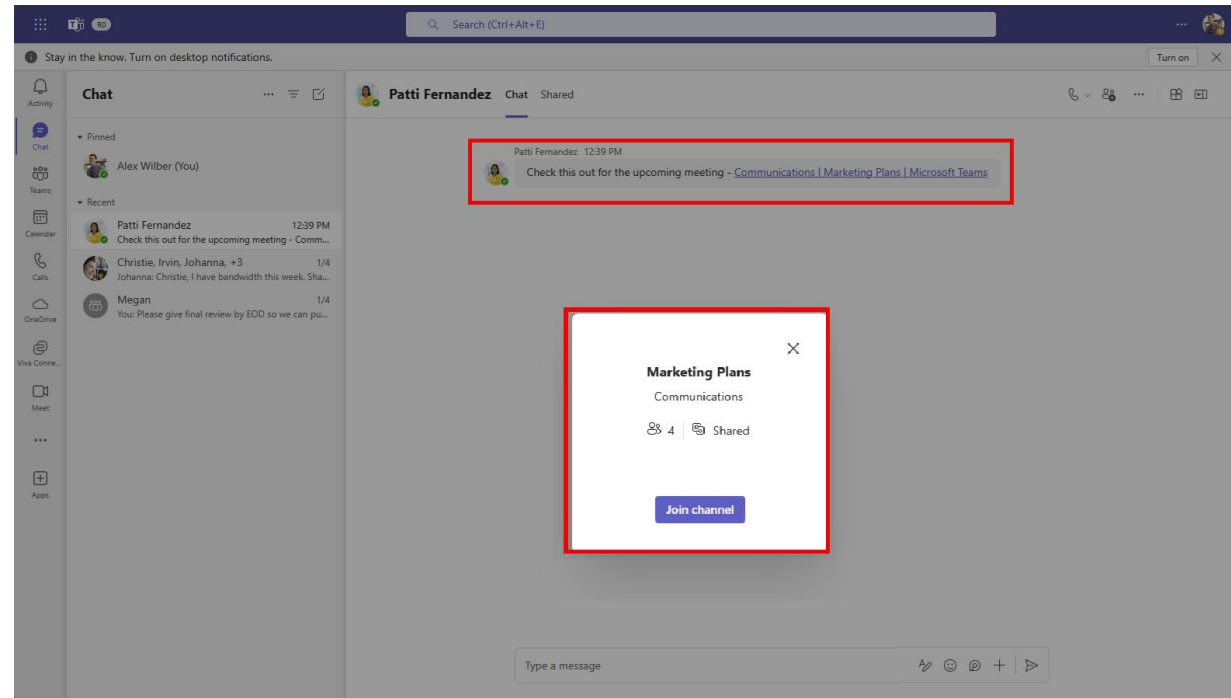 RO
Search (Ctrl+Alt+E)
Stay in the know. Turn on desktop notifications.
Turn on
Activity
Chat
Teams
Calendar
Calls
OneDrive
Viva Conne...
Meet
Apps
Chat
Pinned
Alex Wilber (You)
Recent
Patti Fernandez 12:39 PM
Check this out for the upcoming meeting - Comm...
Christie, Irvin, Johanna, +3 1/4
Johanna: Christie, I have bandwidth this week. Sha...
Megan 1/4
You: Please give final review by EOD so we can pu...
Patti Fernandez Chat Shared
Patti Fernandez 12:39 PM
Check this out for the upcoming meeting - Communications | Marketing Plans | Microsoft Teams
Marketing Plans
Communications
4 Shared
Join channel
Type a message